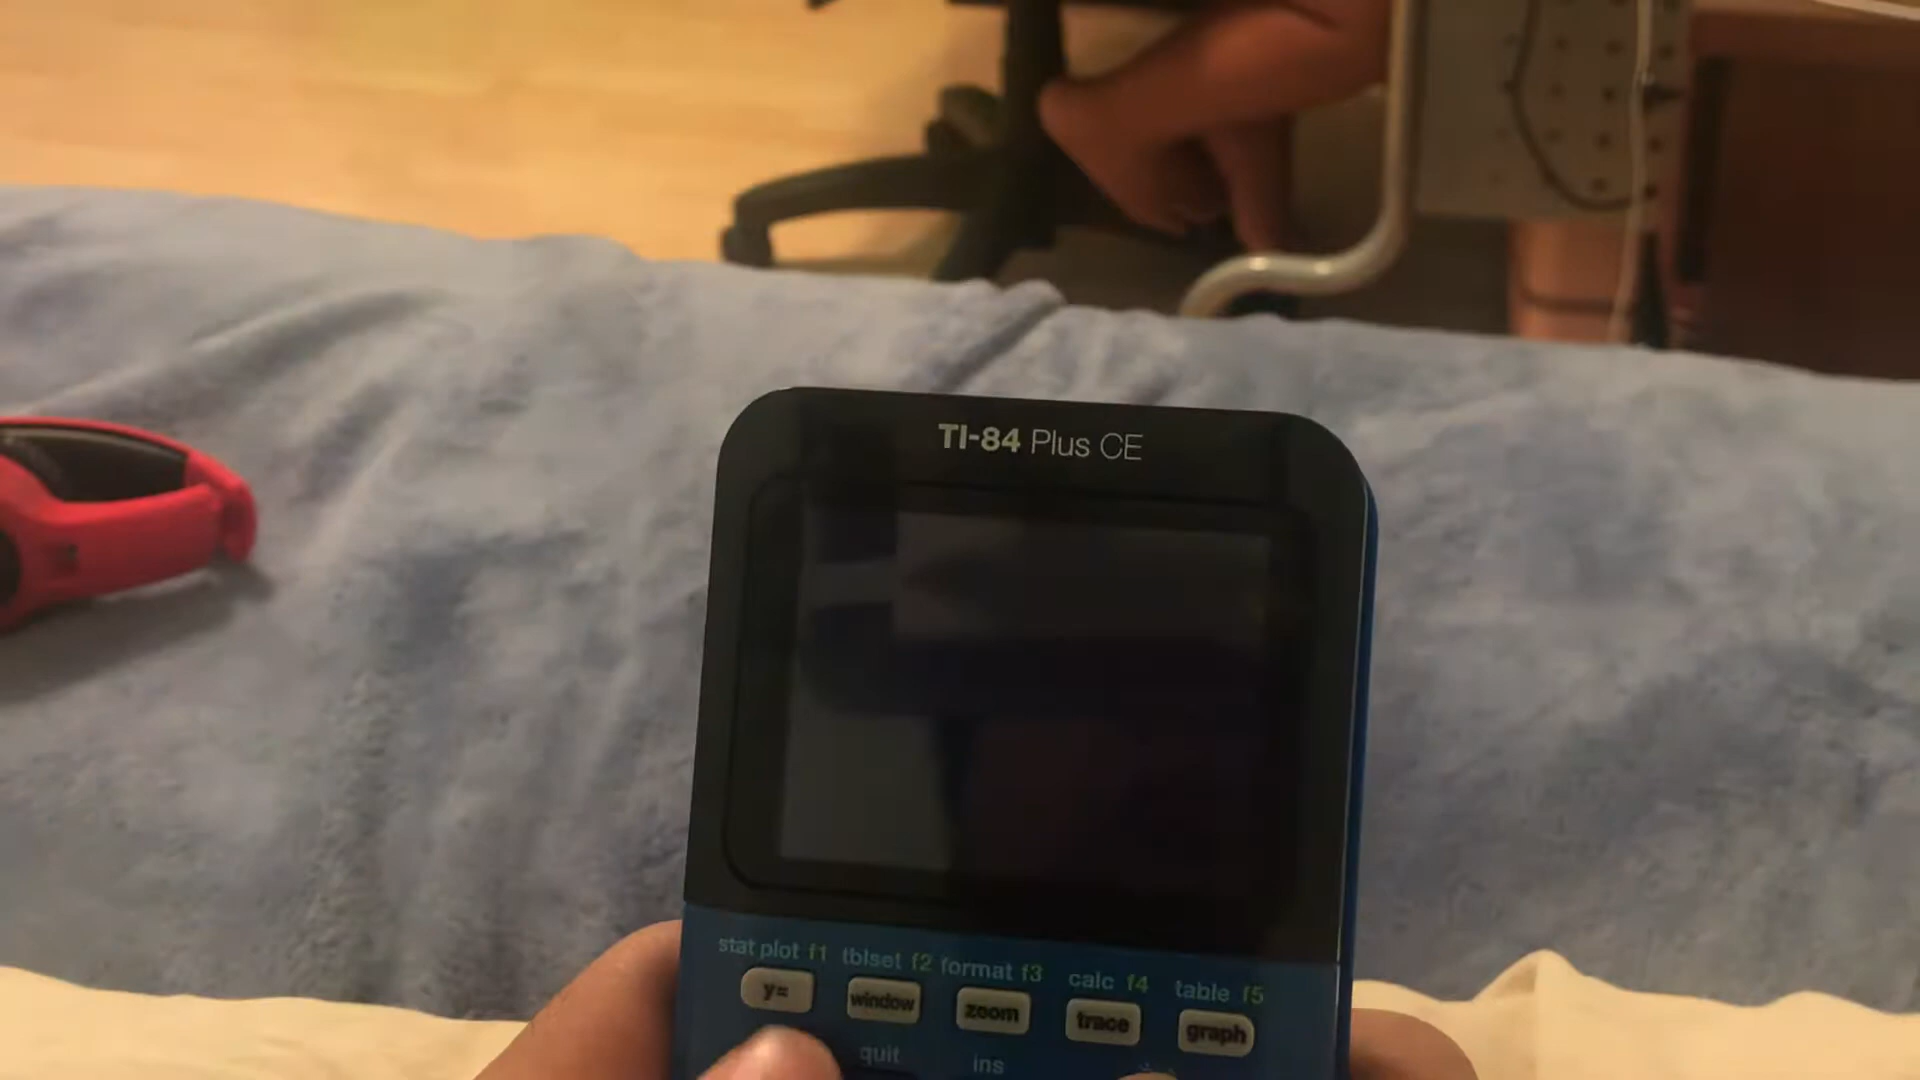 TI-84 Plus CE
stat plot f1 tblset f2 format f3 calc f4 table f5
y= window zoom trace graph
quit ins